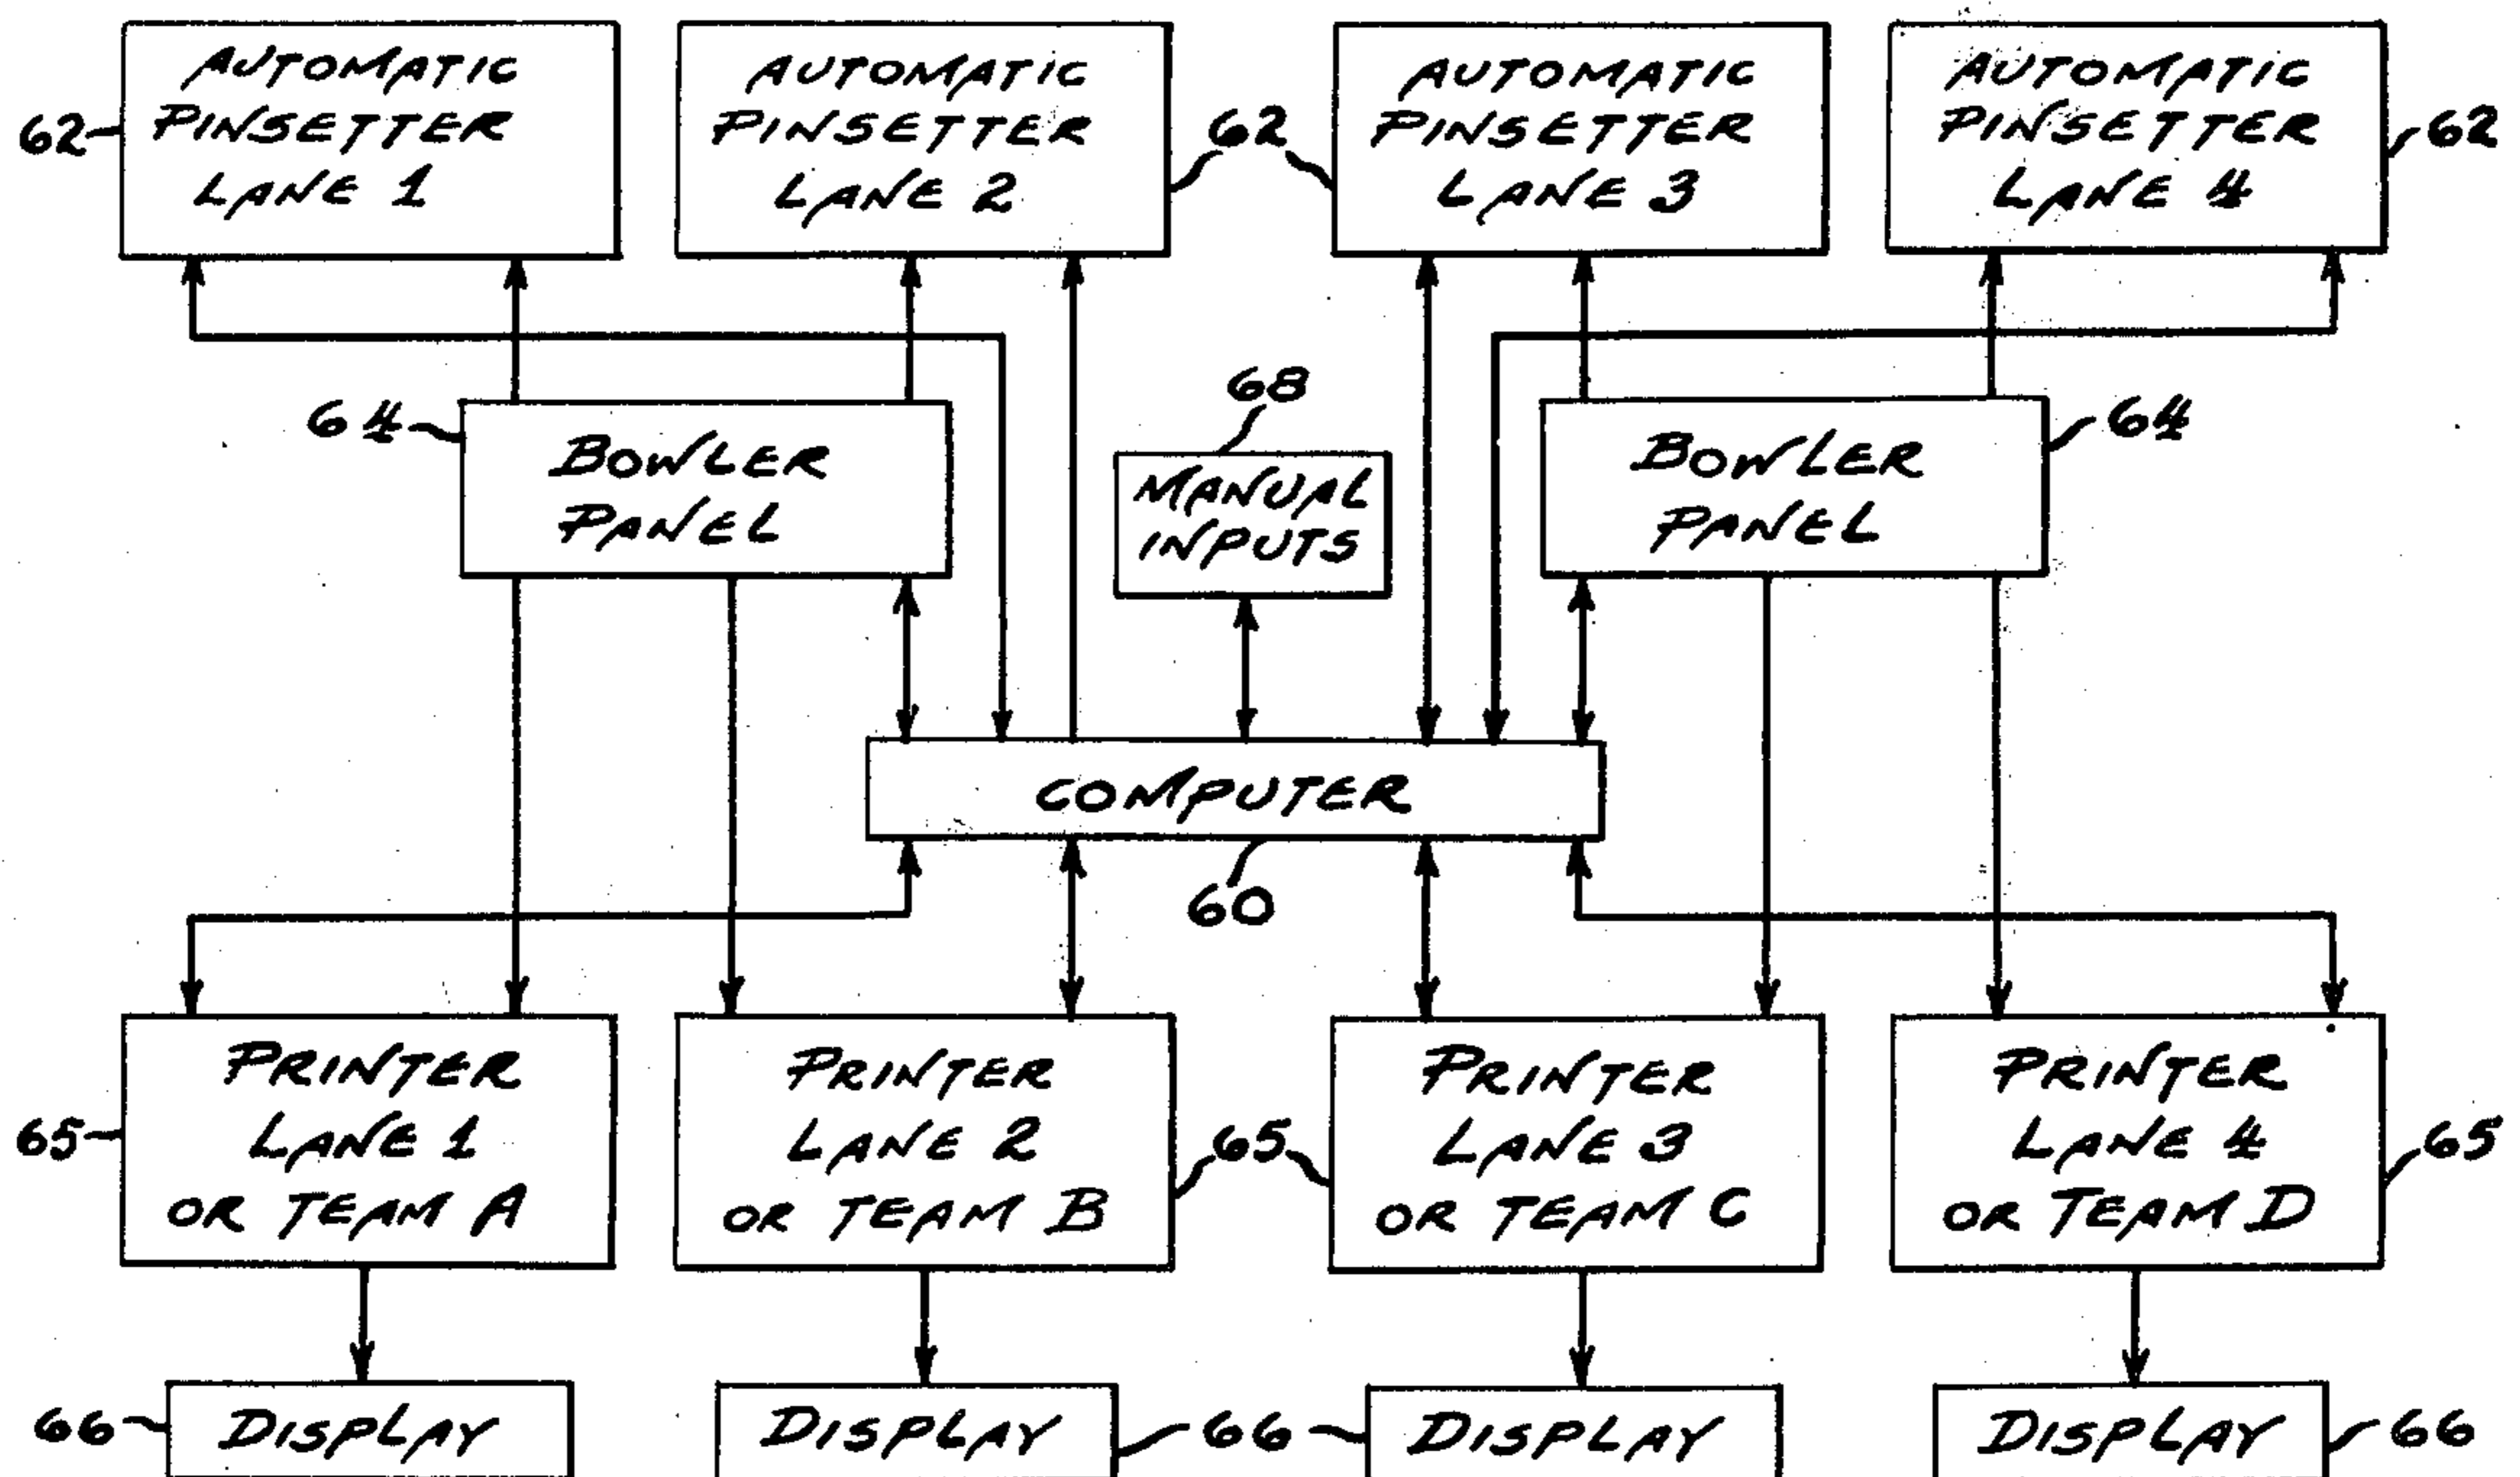 AUTOMATIC
PINSETTER
LANE 1
AUTOMATIC
PINSETTER
LANE 2
AUTOMATIC
PINSETTER
LANE 3
AUTOMATIC
PINSETTER
LANE 4
62
62
62
64
BOWLER
PANEL
68
MANUAL
INPUTS
BOWLER
PANEL
64
COMPUTER
60
PRINTER
LANE 1
OR TEAM A
PRINTER
LANE 2
OR TEAM B
PRINTER
LANE 3
OR TEAM C
PRINTER
LANE 4
OR TEAM D
65
65
65
66
DISPLAY
DISPLAY
66
DISPLAY
DISPLAY
66